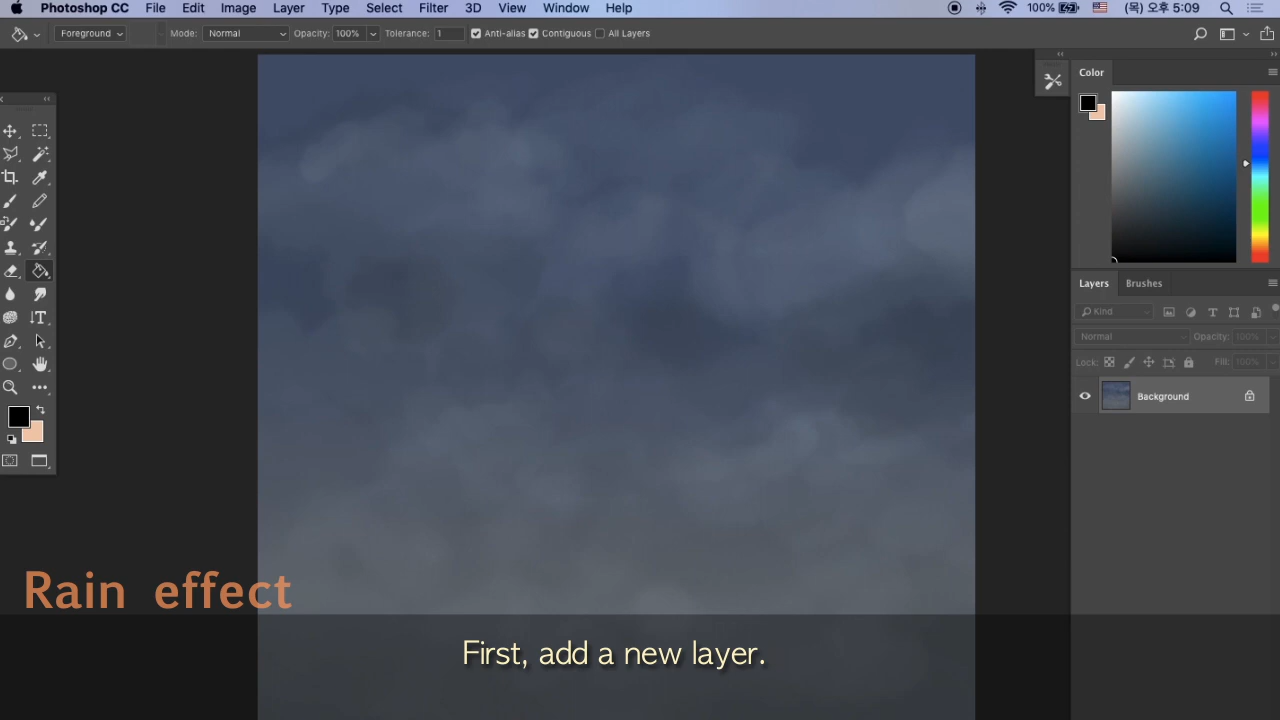 Photoshop CC File Edit Image Layer Type Select Filter 3D View Window Help 100% (목) 오후 5:09
Foreground Mode: Normal Opacity: 100% Tolerance: 1 Anti-alias Contiguous All Layers
Color
Layers Brushes
Kind
Normal Opacity: 100%
Lock: Fill: 100%
Background
Rain effect
First, add a new layer.